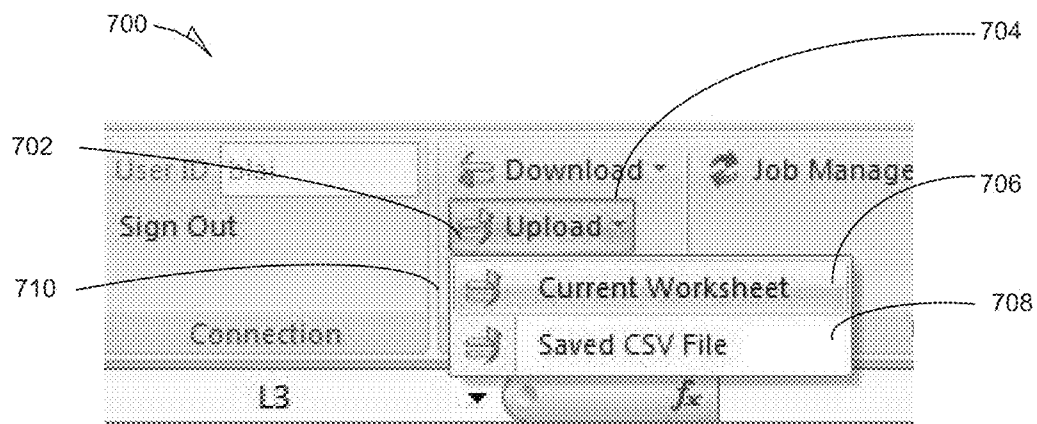 700
704
702
User ID
Download
Job Manage
706
Sign Out
Upload
710
Current Worksheet
708
Connection
Saved CSV File
L3
fx